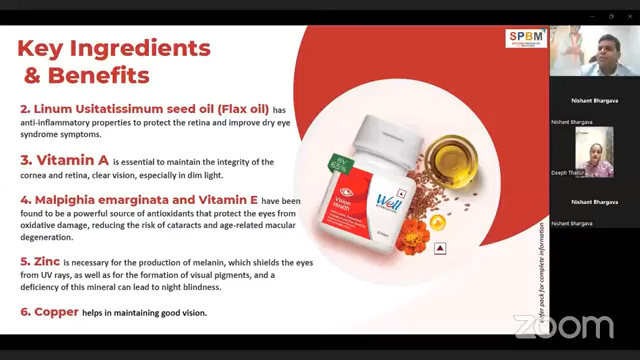 Key Ingredients
& Benefits
2. Linum Usitatissimum seed oil (Flax oil) has
anti-inflammatory properties to protect the retina and improve dry eye
syndrome symptoms.
3. Vitamin A is essential to maintain the integrity of the
cornea and retina, clear vision, especially in dim light.
4. Malpighia emarginata and Vitamin E have been
found to be a powerful source of antioxidants that protect the eyes from
oxidative damage, reducing the risk of cataracts and age-related macular
degeneration.
5. Zinc is necessary for the production of melanin, which shields the eyes
from UV rays, as well as for the formation of visual pigments, and a
deficiency of this mineral can lead to night blindness.
6. Copper helps in maintaining good vision.
SPBM
BV
65%
Vision
Health
Well
pack for complete information
Nishant Bhargava
Nishant Bhargava
Deepti Thakur
Nishant Bhargava
Nishant Bhargava
zoom